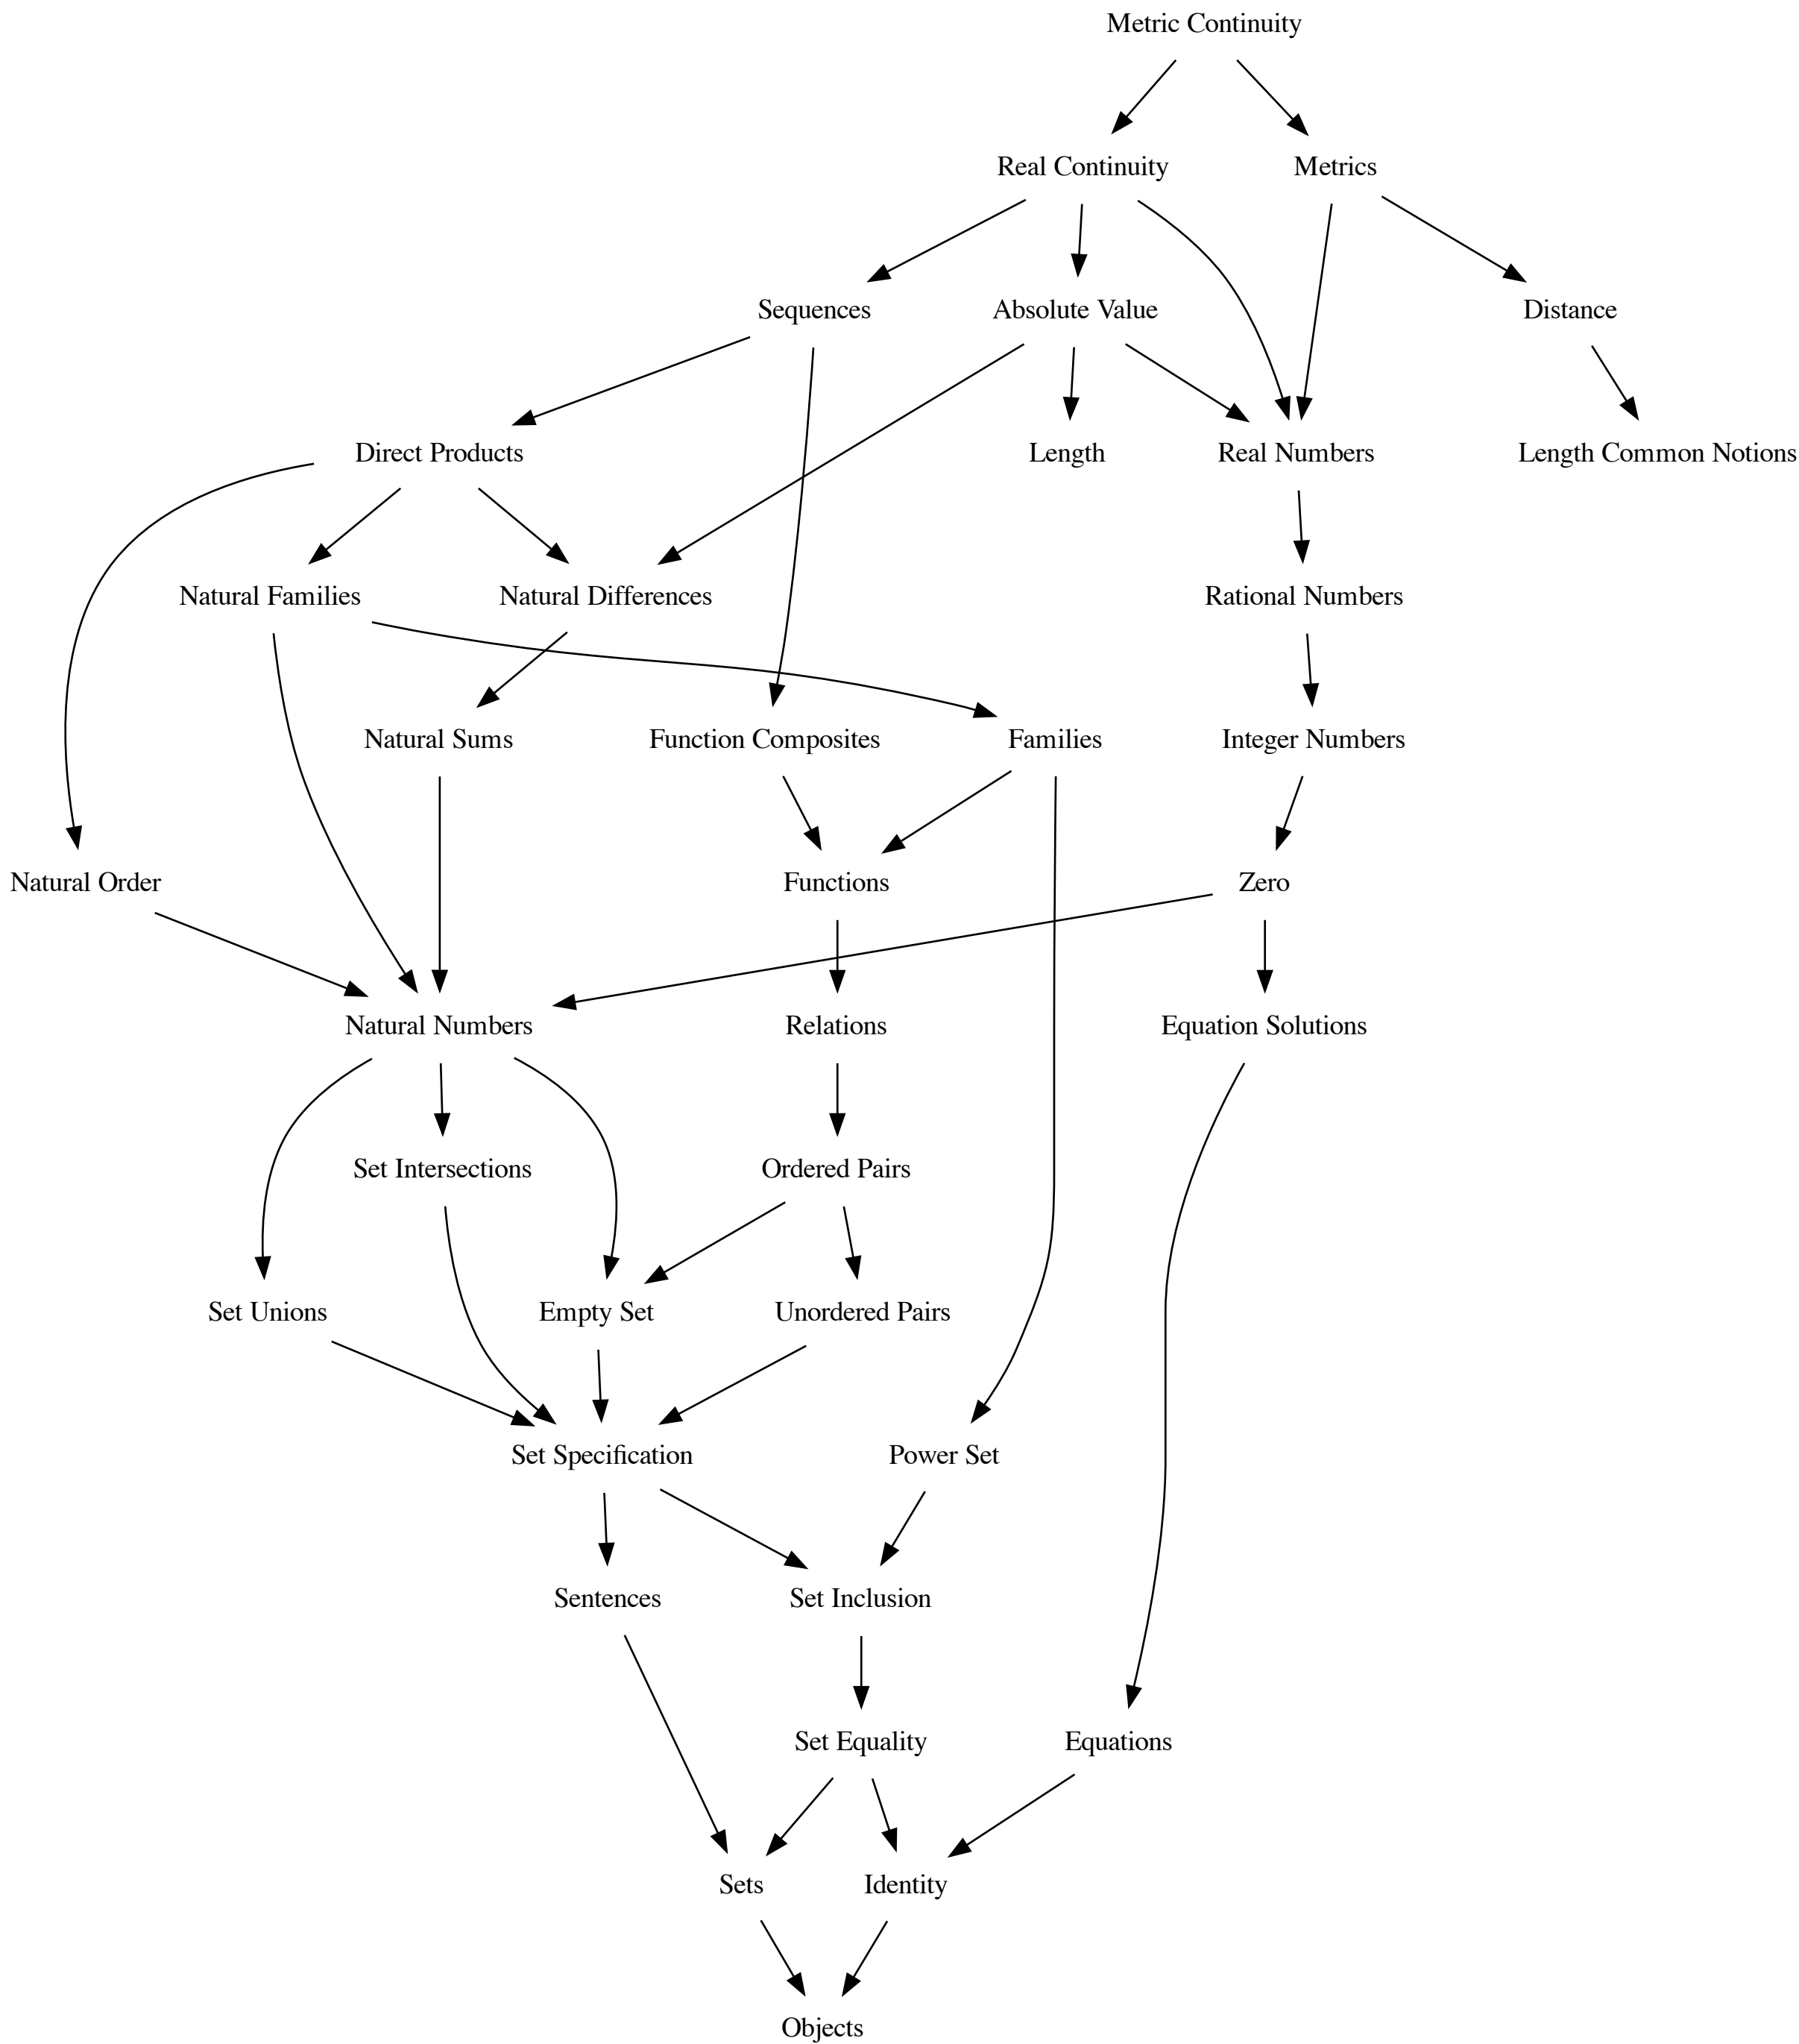 Metric Continuity
Real Continuity
Metrics
Sequences
Absolute Value
Distance
Direct Products
Length
Real Numbers
Length Common Notions
Natural Families
Natural Differences
Rational Numbers
Natural Sums
Function Composites
Families
Integer Numbers
Natural Order
Functions
Zero
Natural Numbers
Relations
Equation Solutions
Set Intersections
Ordered Pairs
Set Unions
Empty Set
Unordered Pairs
Set Specification
Power Set
Sentences
Set Inclusion
Set Equality
Equations
Sets
Identity
Objects